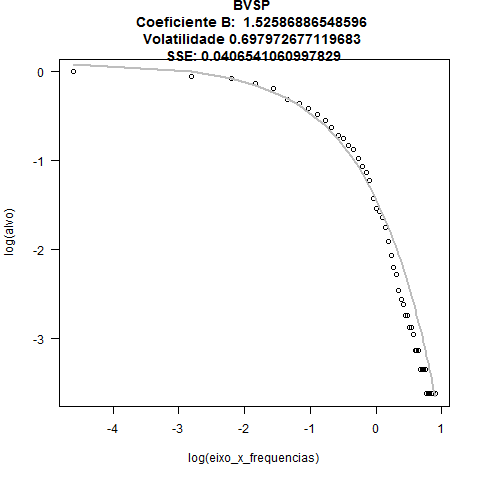 BVSP
Coeficiente B:  1.52586886548596
Volatilidade 0.697972677119683
SSE: 0.0406541060997829
0
-1
-2
-3
log(alvo)
-4 -3 -2 -1 0 1
log(eixo_x_frequencias)